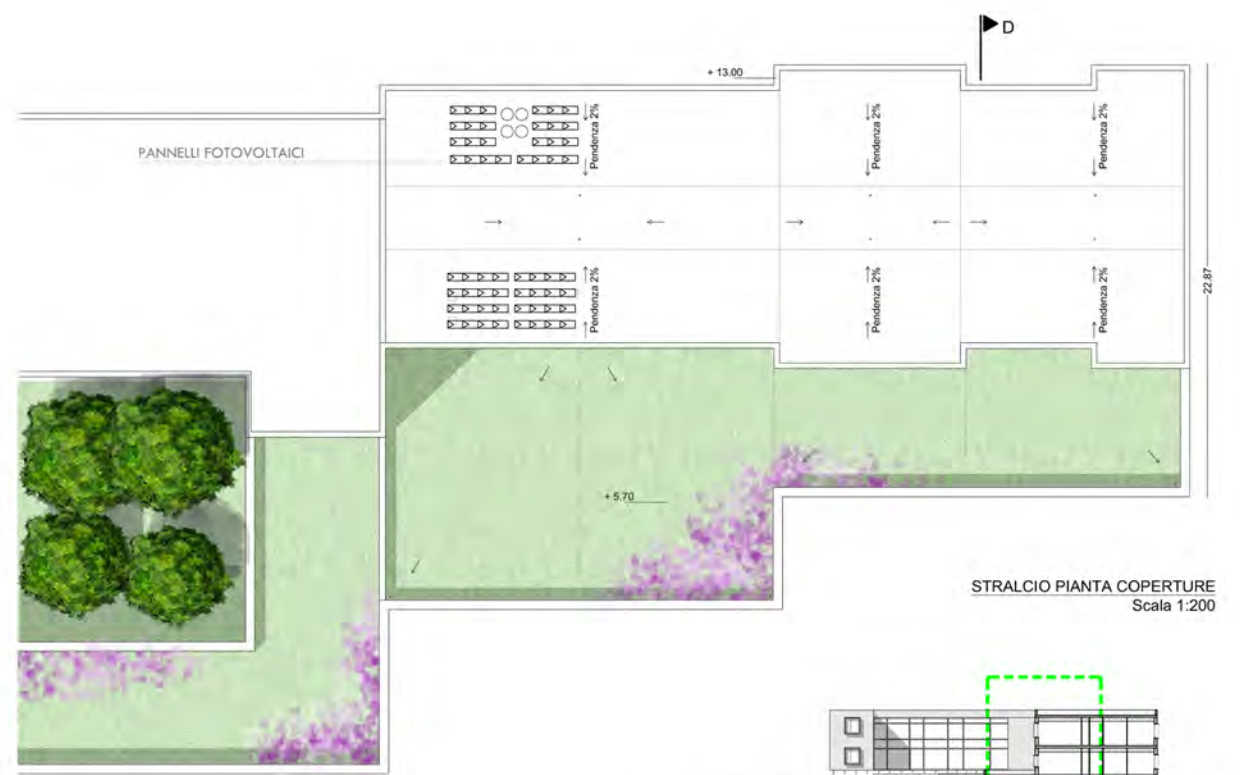 D
+ 13.00
Pendenza 2%
Pendenza 2%
Pendenza 2%
PANNELLI FOTOVOLTAICI
Pendenza 2%
Pendenza 2%
Pendenza 2%
22.87
+ 5.70
STRALCIO PIANTA COPERTURE
Scala 1:200